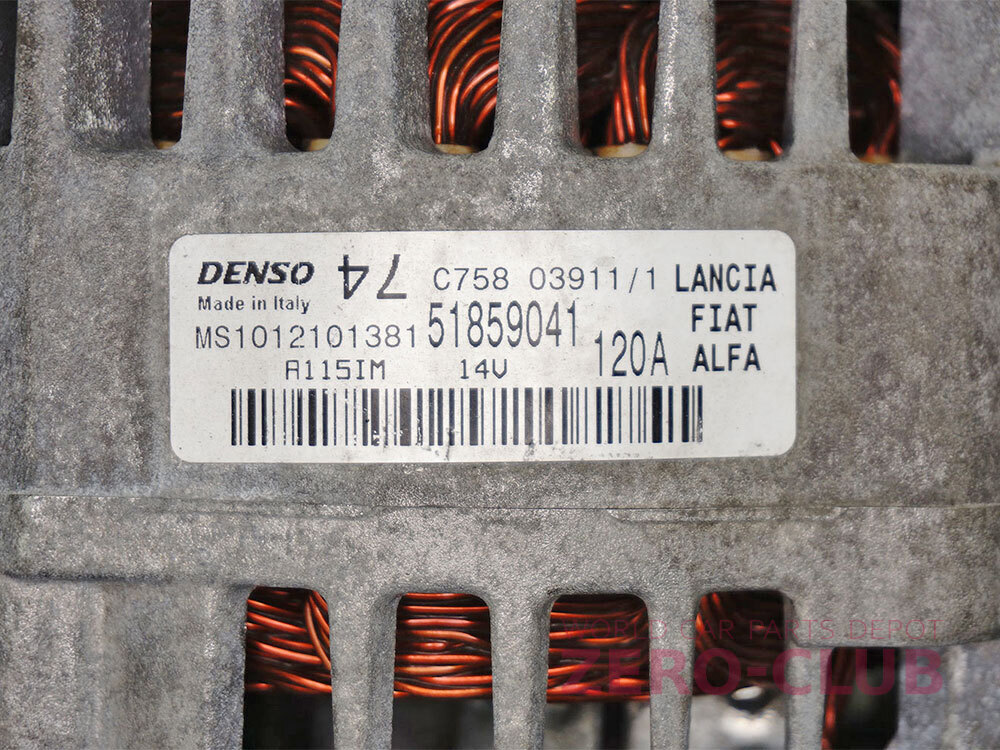 DENSO 74 C758 03911/1 LANCIA
Made in Italy 51859041 FIAT
MS1012101381 120A ALFA
A115IM 14V
WORLD CAR PARTS DEPOT
ZERO-CLUB